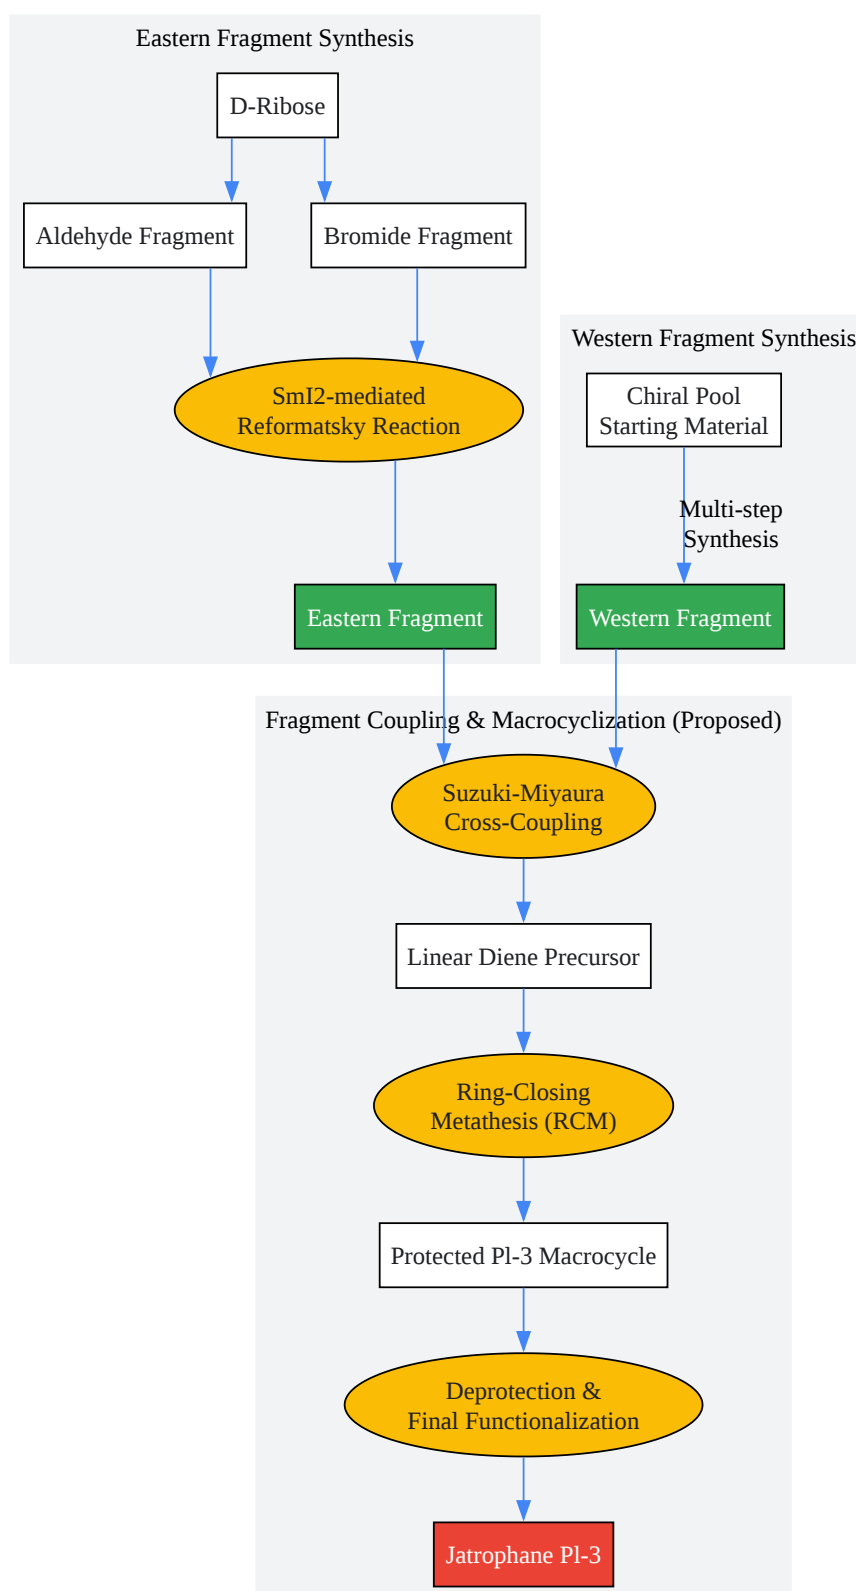 Eastern Fragment Synthesis
D-Ribose
Aldehyde Fragment
Bromide Fragment
SmI2-mediated
Reformatsky Reaction
Eastern Fragment
Western Fragment Synthesis
Chiral Pool
Starting Material
Multi-step
Synthesis
Western Fragment
Fragment Coupling & Macrocyclization (Proposed)
Suzuki-Miyaura
Cross-Coupling
Linear Diene Precursor
Ring-Closing
Metathesis (RCM)
Protected Pl-3 Macrocycle
Deprotection &
Final Functionalization
Jatrophane Pl-3